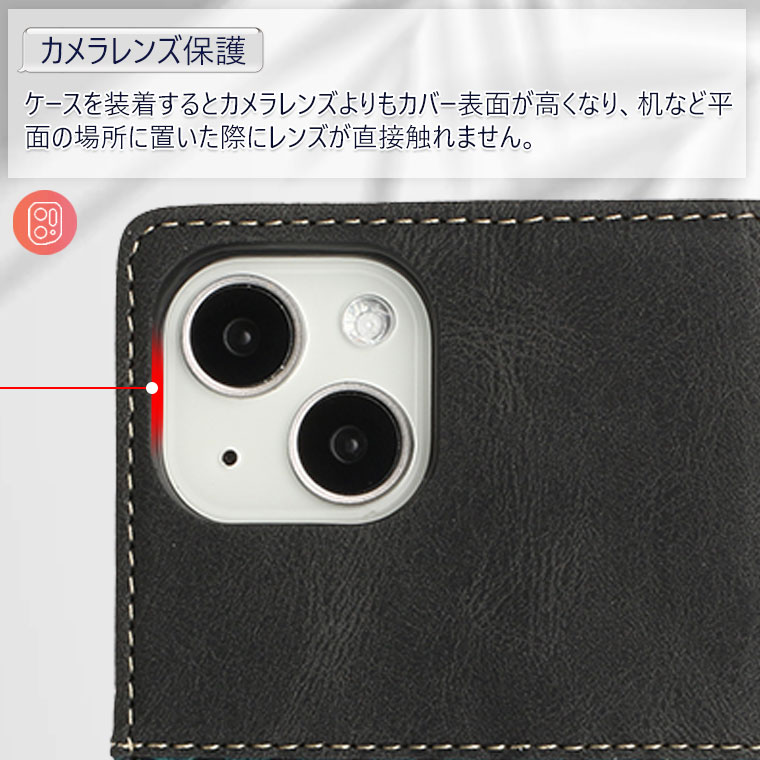 カメラレンズ保護
ケースを装着するとカメラレンズよりもカバー表面が高くなり、机など平
面の場所に置いた際にレンズが直接触れません。